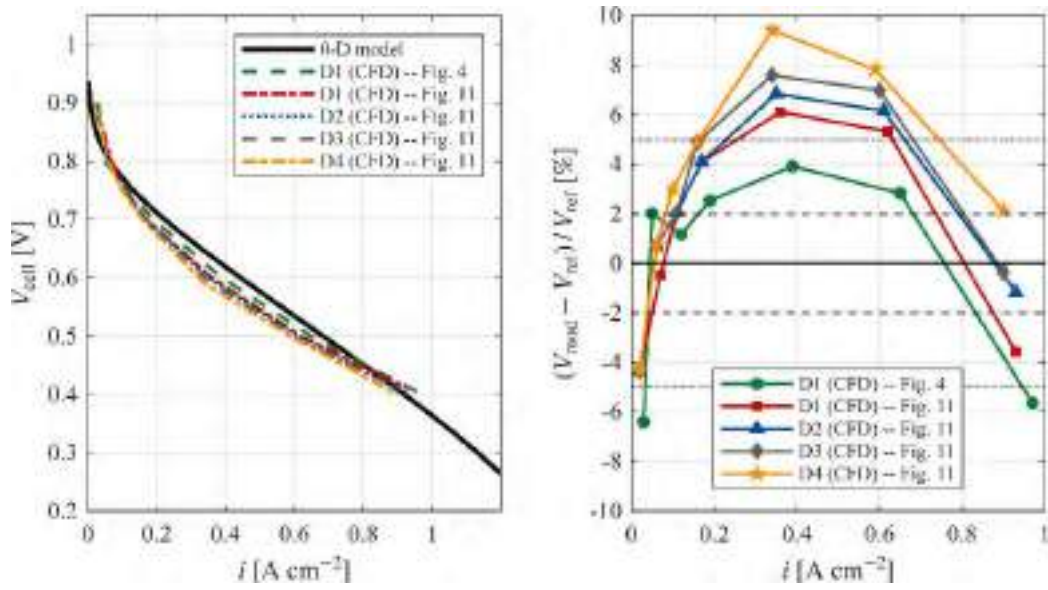 1
0.9
0.8
0.7
0.6
0.5
0.4
0.3
0.2
0
0.2
0.4
0.6
0.8
1
V_cell [V]
i [A cm⁻²]
0-D model
D1 (CFD) -- Fig. 4
D1 (CFD) -- Fig. 11
D2 (CFD) -- Fig. 11
D3 (CFD) -- Fig. 11
D4 (CFD) -- Fig. 11
10
8
6
4
2
0
-2
-4
-6
-8
-10
0
0.2
0.4
0.6
0.8
1
(V_mod − V_ref) / V_ref [%]
i [A cm⁻²]
D1 (CFD) -- Fig. 4
D1 (CFD) -- Fig. 11
D2 (CFD) -- Fig. 11
D3 (CFD) -- Fig. 11
D4 (CFD) -- Fig. 11